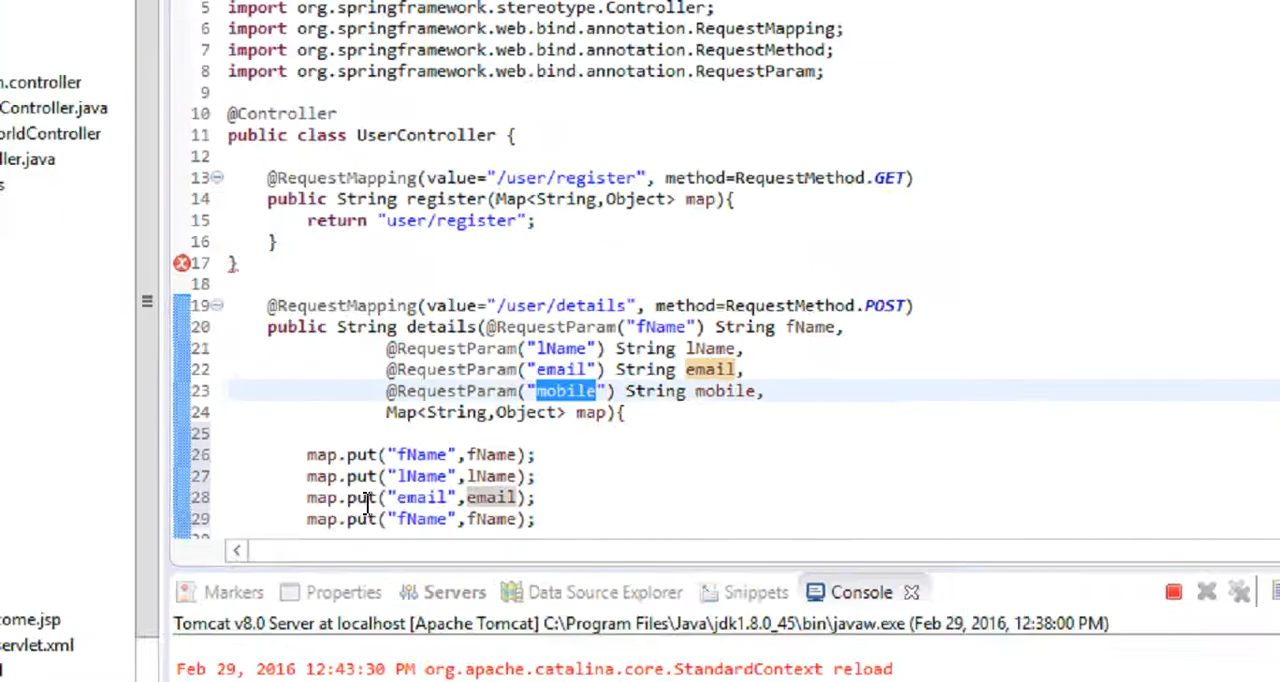 5 import org.springframework.stereotype.Controller;
6 import org.springframework.web.bind.annotation.RequestMapping;
7 import org.springframework.web.bind.annotation.RequestMethod;
8 import org.springframework.web.bind.annotation.RequestParam;
9
10 @Controller
11 public class UserController {
12
13 @RequestMapping(value="/user/register", method=RequestMethod.GET)
14 public String register(Map<String,Object> map){
15 return "user/register";
16 }
17 }
18
19 @RequestMapping(value="/user/details", method=RequestMethod.POST)
20 public String details(@RequestParam("fName") String fName,
21 @RequestParam("lName") String lName,
22 @RequestParam("email") String email,
23 @RequestParam("mobile") String mobile,
24 Map<String,Object> map){
25
26 map.put("fName",fName);
27 map.put("lName",lName);
28 map.put("email",email);
29 map.put("fName",fName);
n.controller
Controller.java
orldController
ller.java
s
ome.jsp
servlet.xml
l
Markers Properties Servers Data Source Explorer Snippets Console
Tomcat v8.0 Server at localhost [Apache Tomcat] C:\Program Files\Java\jdk1.8.0_45\bin\javaw.exe (Feb 29, 2016, 12:38:00 PM)
Feb 29, 2016 12:43:30 PM org.apache.catalina.core.StandardContext reload